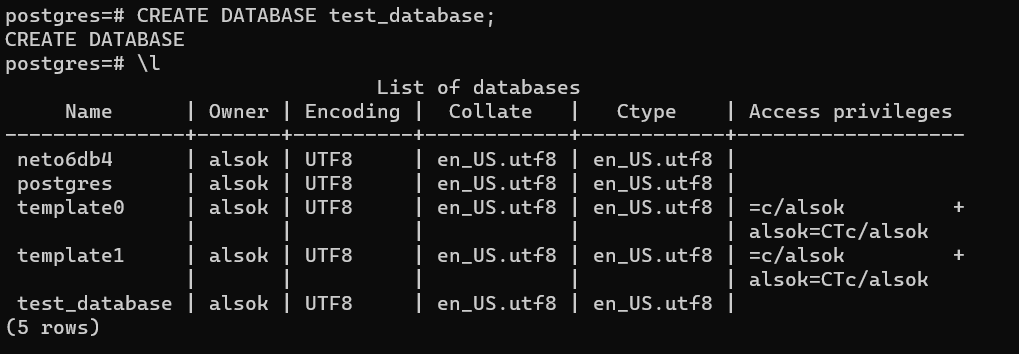 postgres=# CREATE DATABASE test_database;
CREATE DATABASE
postgres=# \l
                               List of databases
     Name      | Owner | Encoding |  Collate   |   Ctype    | Access privileges
---------------+-------+----------+------------+------------+-------------------
 neto6db4      | alsok | UTF8     | en_US.utf8 | en_US.utf8 |
 postgres      | alsok | UTF8     | en_US.utf8 | en_US.utf8 |
 template0     | alsok | UTF8     | en_US.utf8 | en_US.utf8 | =c/alsok         +
               |       |          |            |            | alsok=CTc/alsok
 template1     | alsok | UTF8     | en_US.utf8 | en_US.utf8 | =c/alsok         +
               |       |          |            |            | alsok=CTc/alsok
 test_database | alsok | UTF8     | en_US.utf8 | en_US.utf8 |
(5 rows)